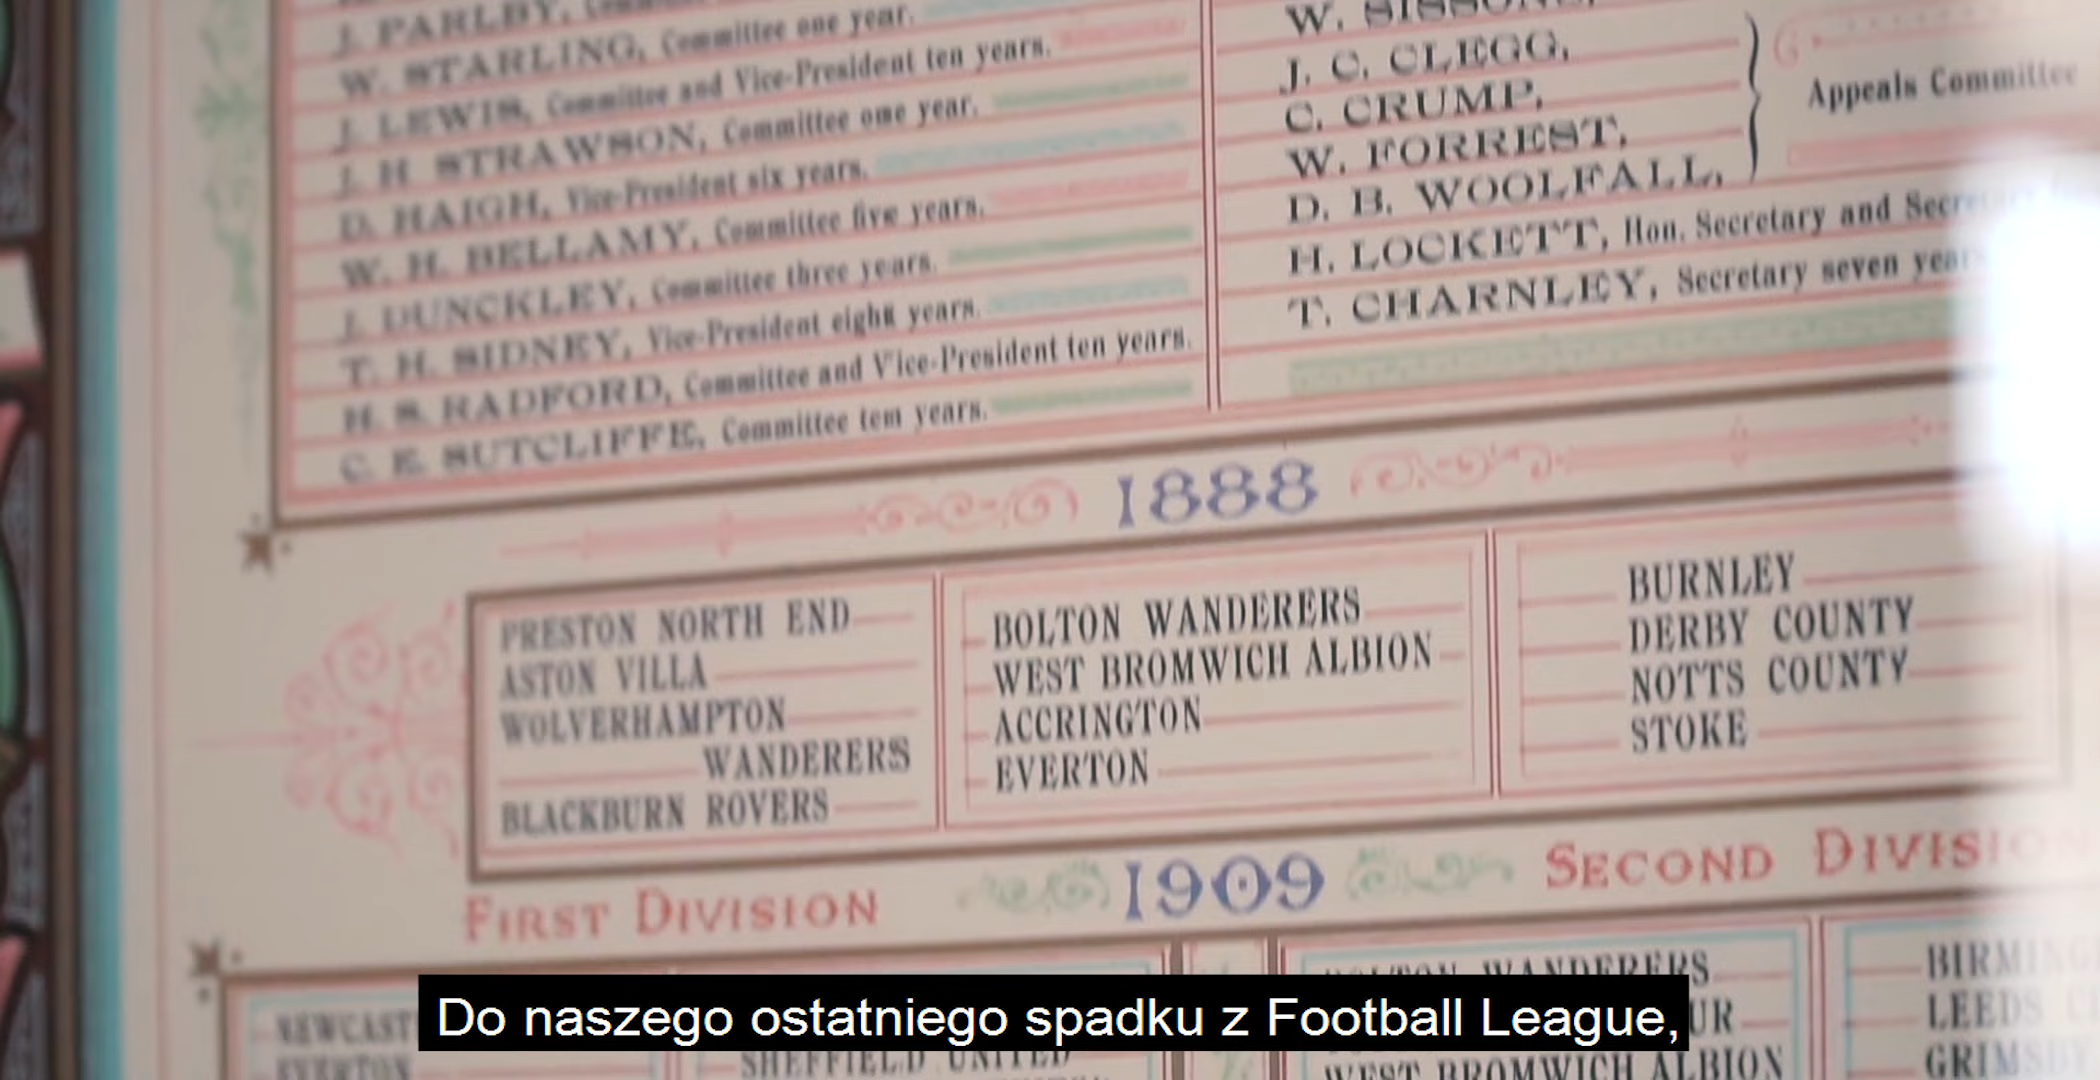 J. PARLBY,
W. STARLING, Committee one year.
J. LEWIS, Committee and Vice-President ten years.
J. H STRAWSON, Committee one year.
D. HAIGH, Vice-President six years.
W. H. BELLAMY, Committee five years.
J. DUNCKLEY, Committee three years.
T. H. SIDNEY, Vice-President eight years.
H. S. RADFORD, Committee and Vice-President ten years.
C. E. SUTCLIFFE, Committee ten years.
W.
J. C. CLEGG,
C. CRUMP,
W. FORREST,
D. B. WOOLFALL,
Appeals Committee
H. LOCKETT, Hon. Secretary and
T. CHARNLEY, Secretary seven
1888
PRESTON NORTH END
ASTON VILLA
WOLVERHAMPTON
WANDERERS
BLACKBURN ROVERS
BOLTON WANDERERS
WEST BROMWICH ALBION
ACCRINGTON
EVERTON
BURNLEY
DERBY COUNTY
NOTTS COUNTY
STOKE
FIRST DIVISION
1909
SECOND DIVISION
EVERTON
SHEFFIELD UNITED
BOLTON WANDERERS
WEST BROMWICH ALBION
LEEDS
Do naszego ostatniego spadku z Football League,